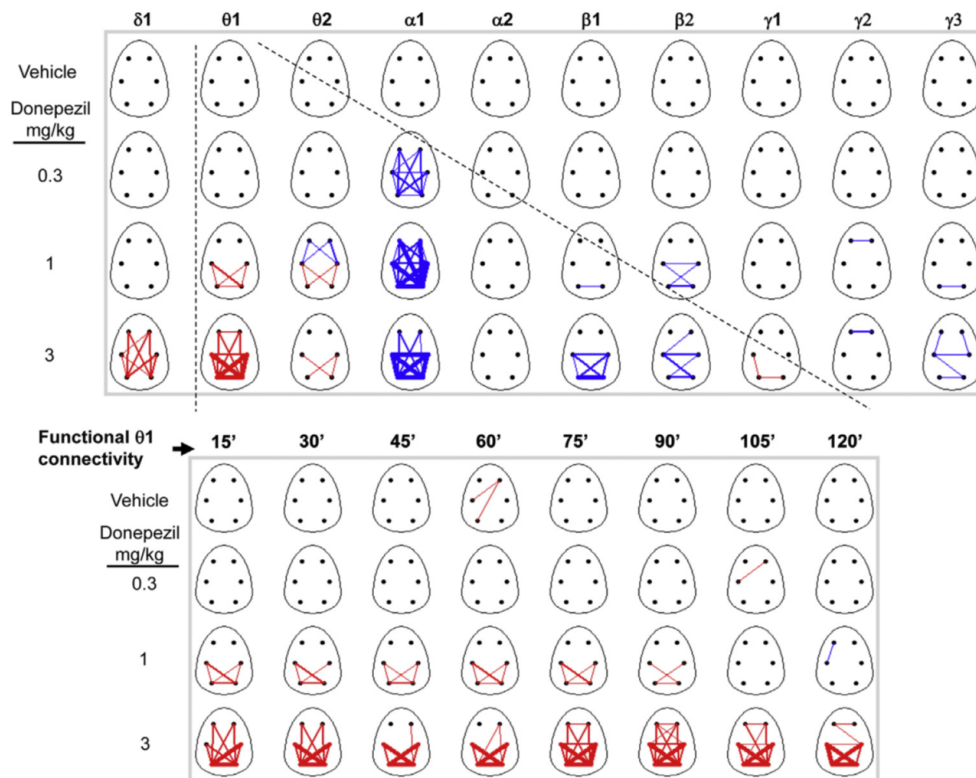 δ1 θ1 θ2 α1 α2 β1 β2 γ1 γ2 γ3
Vehicle
Donepezil
mg/kg
0.3
1
3
Functional θ1
connectivity
15’ 30’ 45’ 60’ 75’ 90’ 105’ 120’
Vehicle
Donepezil
mg/kg
0.3
1
3